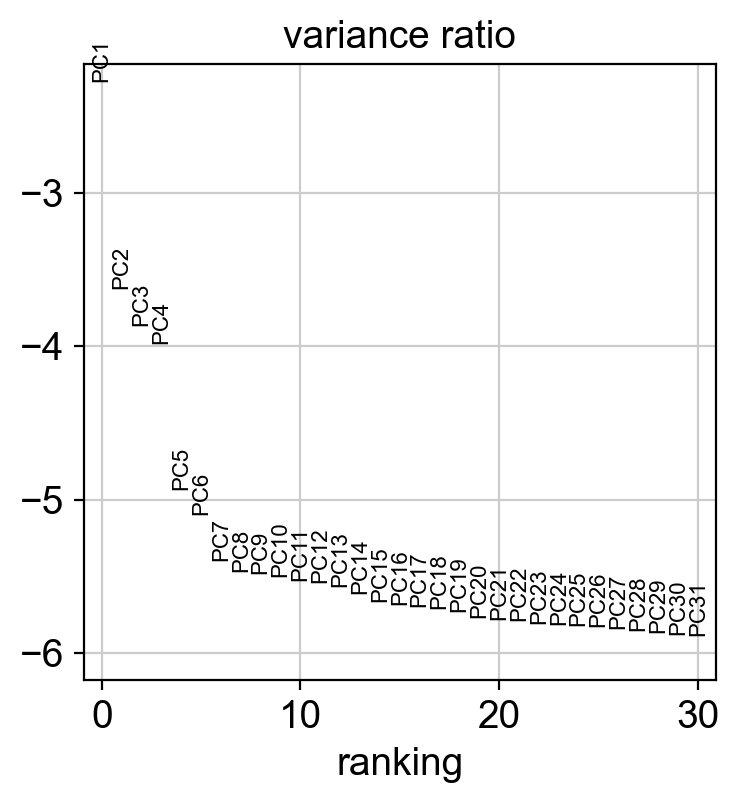 variance ratio
PC1
PC2
PC3
PC4
PC5
PC6
PC7
PC8
PC9
PC10
PC11
PC12
PC13
PC14
PC15
PC16
PC17
PC18
PC19
PC20
PC21
PC22
PC23
PC24
PC25
PC26
PC27
PC28
PC29
PC30
PC31
−3
−4
−5
−6
0 10 20 30
ranking